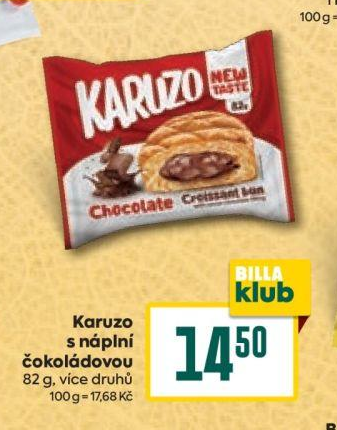 100 g=
KARUZO
NEW
TASTE
82g
Chocolate Croissant bun
BILLA
klub
Karuzo
s náplní
čokoládovou
82 g, více druhů
100 g = 17,68 Kč
14 50